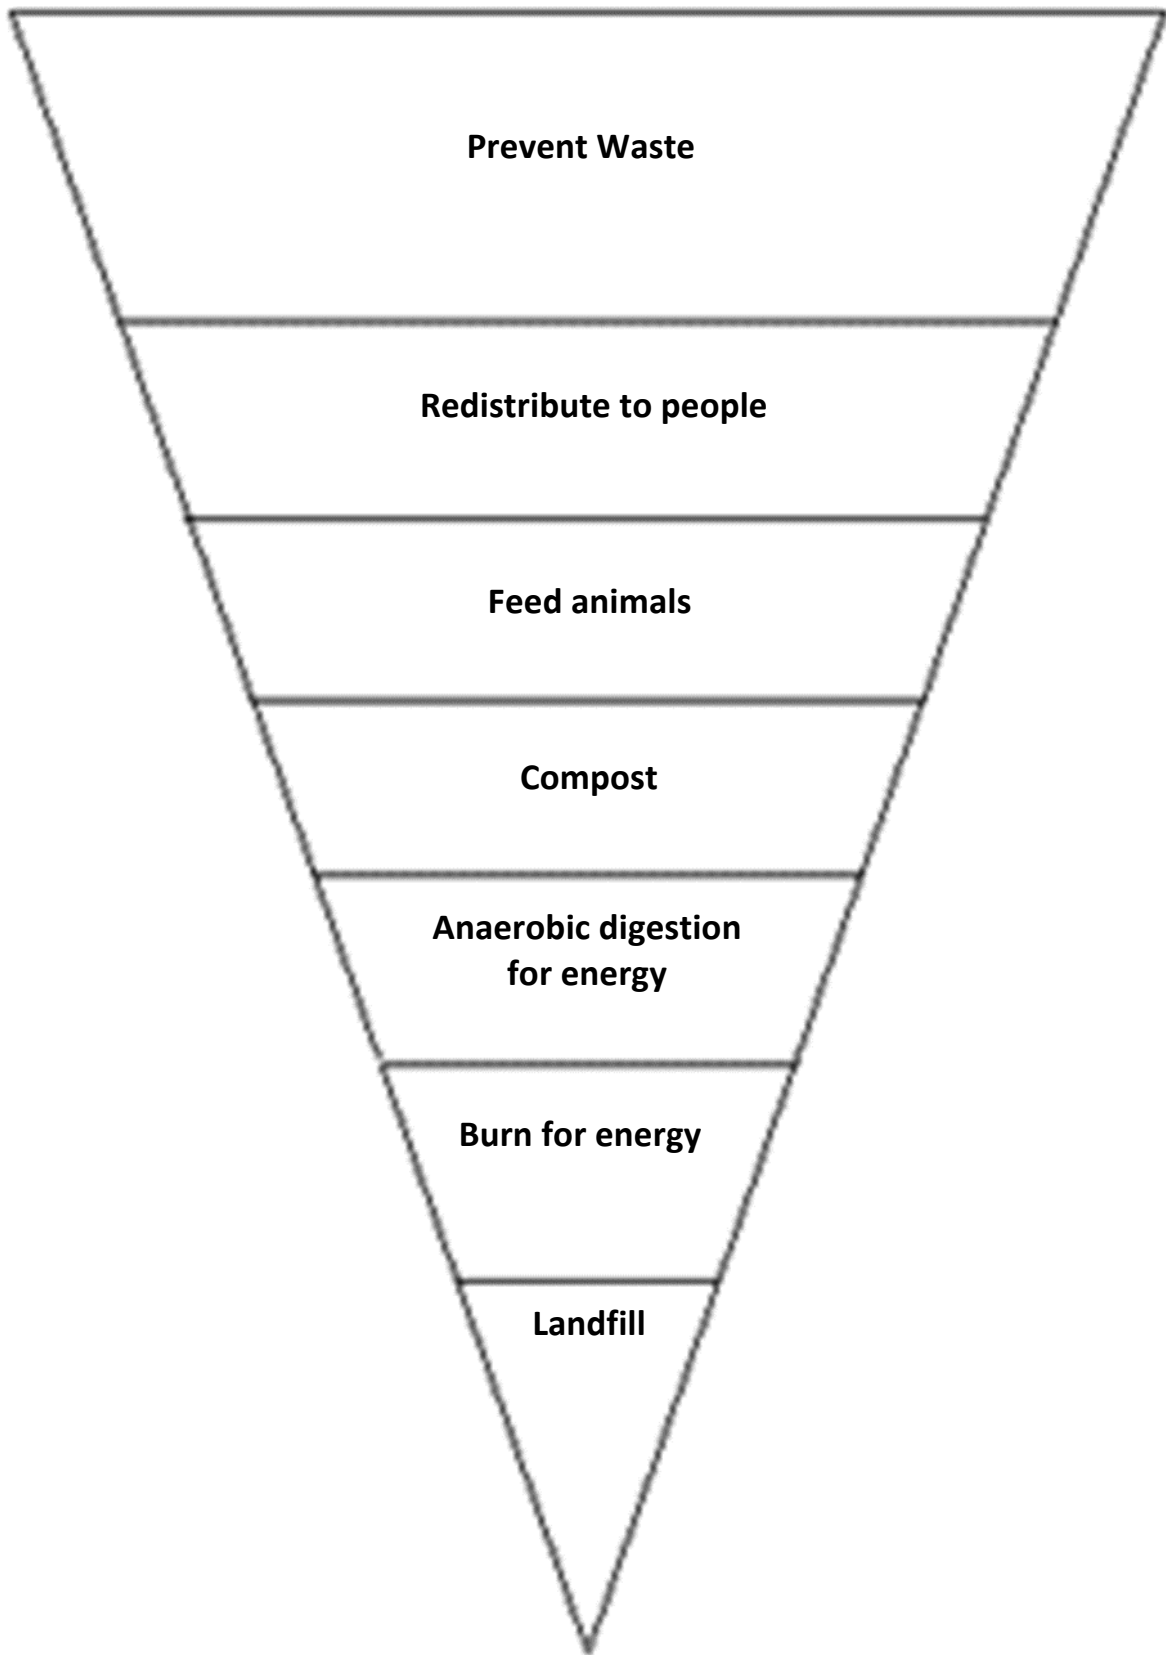 Prevent Waste
Redistribute to people
Feed animals
Compost
Anaerobic digestion
for energy
Burn for energy
Landfill